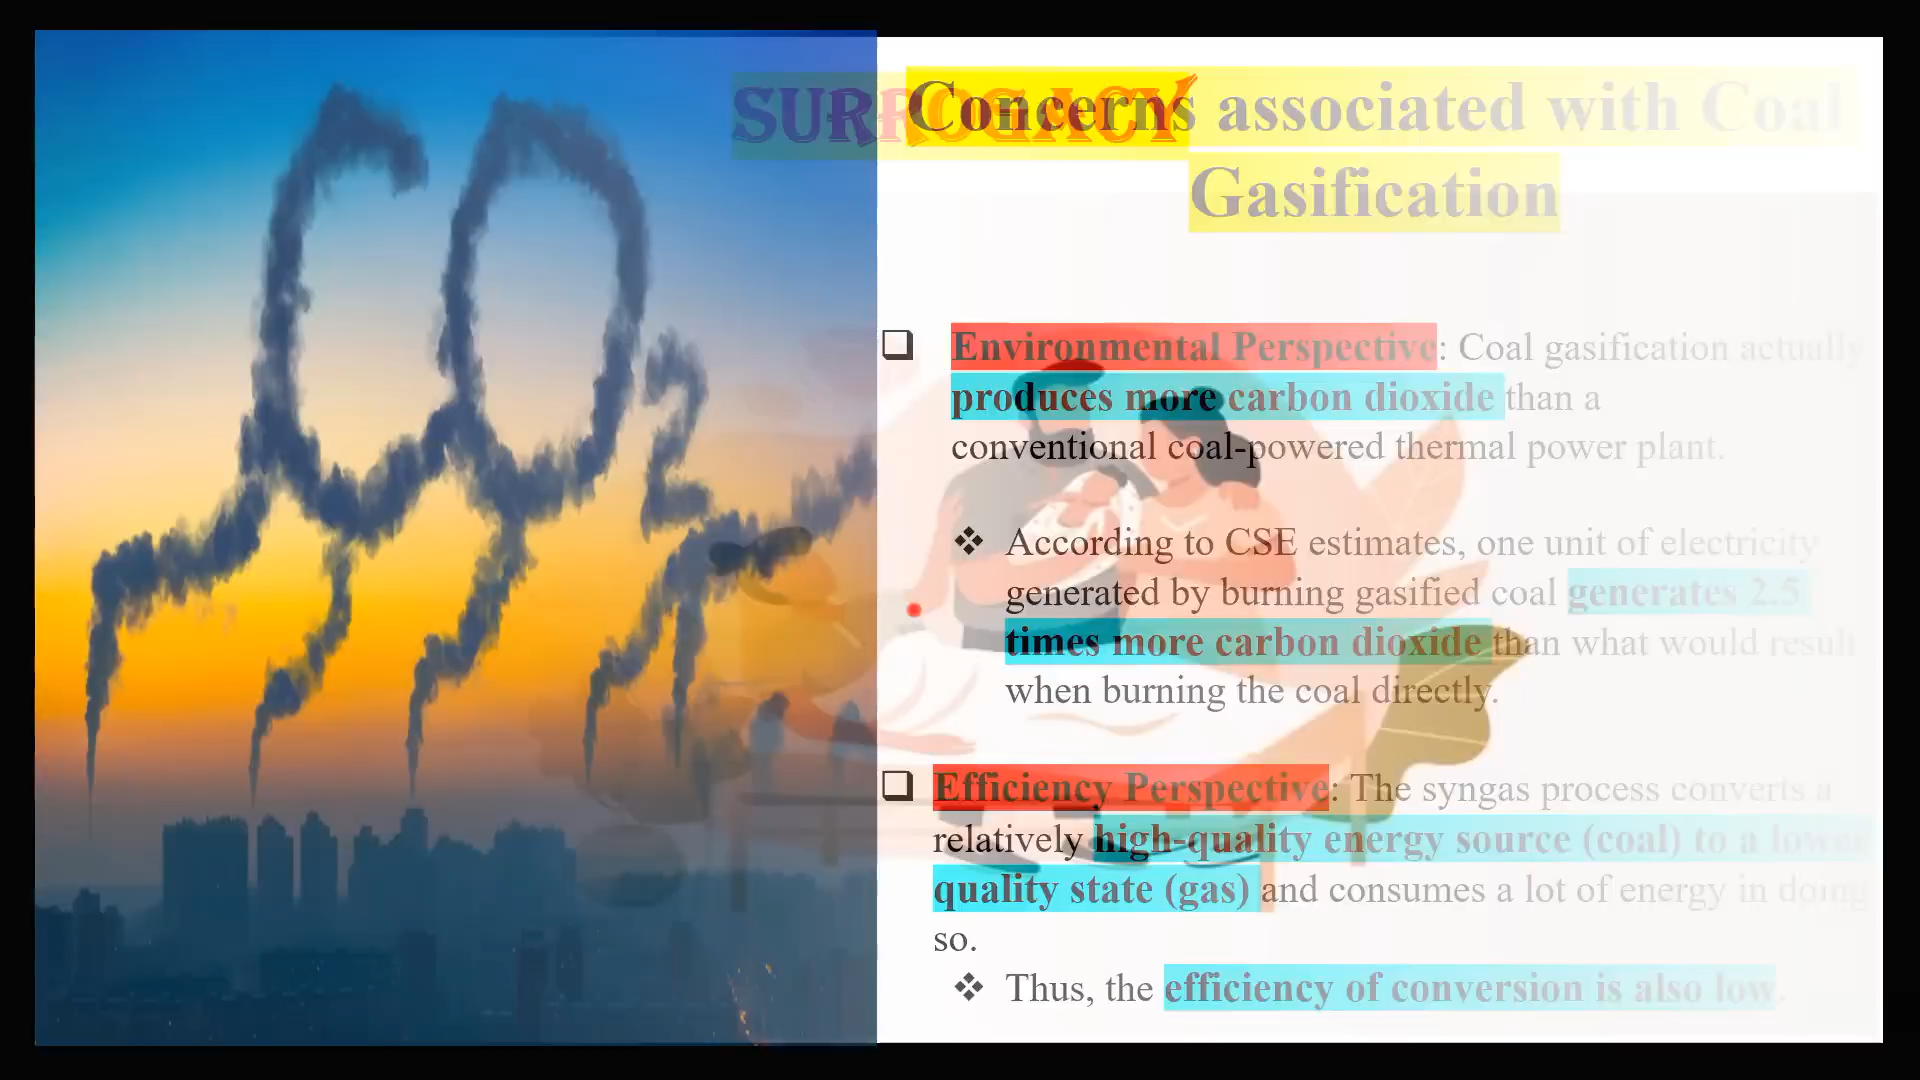 SURROGACY
Concerns associated with Coal
Gasification
❑ Environmental Perspective: Coal gasification actually
produces more carbon dioxide than a
conventional coal-powered thermal power plant.
❖ According to CSE estimates, one unit of electricity
generated by burning gasified coal generates 2.5
times more carbon dioxide than what would result
when burning the coal directly.
❑ Efficiency Perspective: The syngas process converts a
relatively high-quality energy source (coal) to a lower
quality state (gas) and consumes a lot of energy in doing
so.
❖ Thus, the efficiency of conversion is also low.
CO2